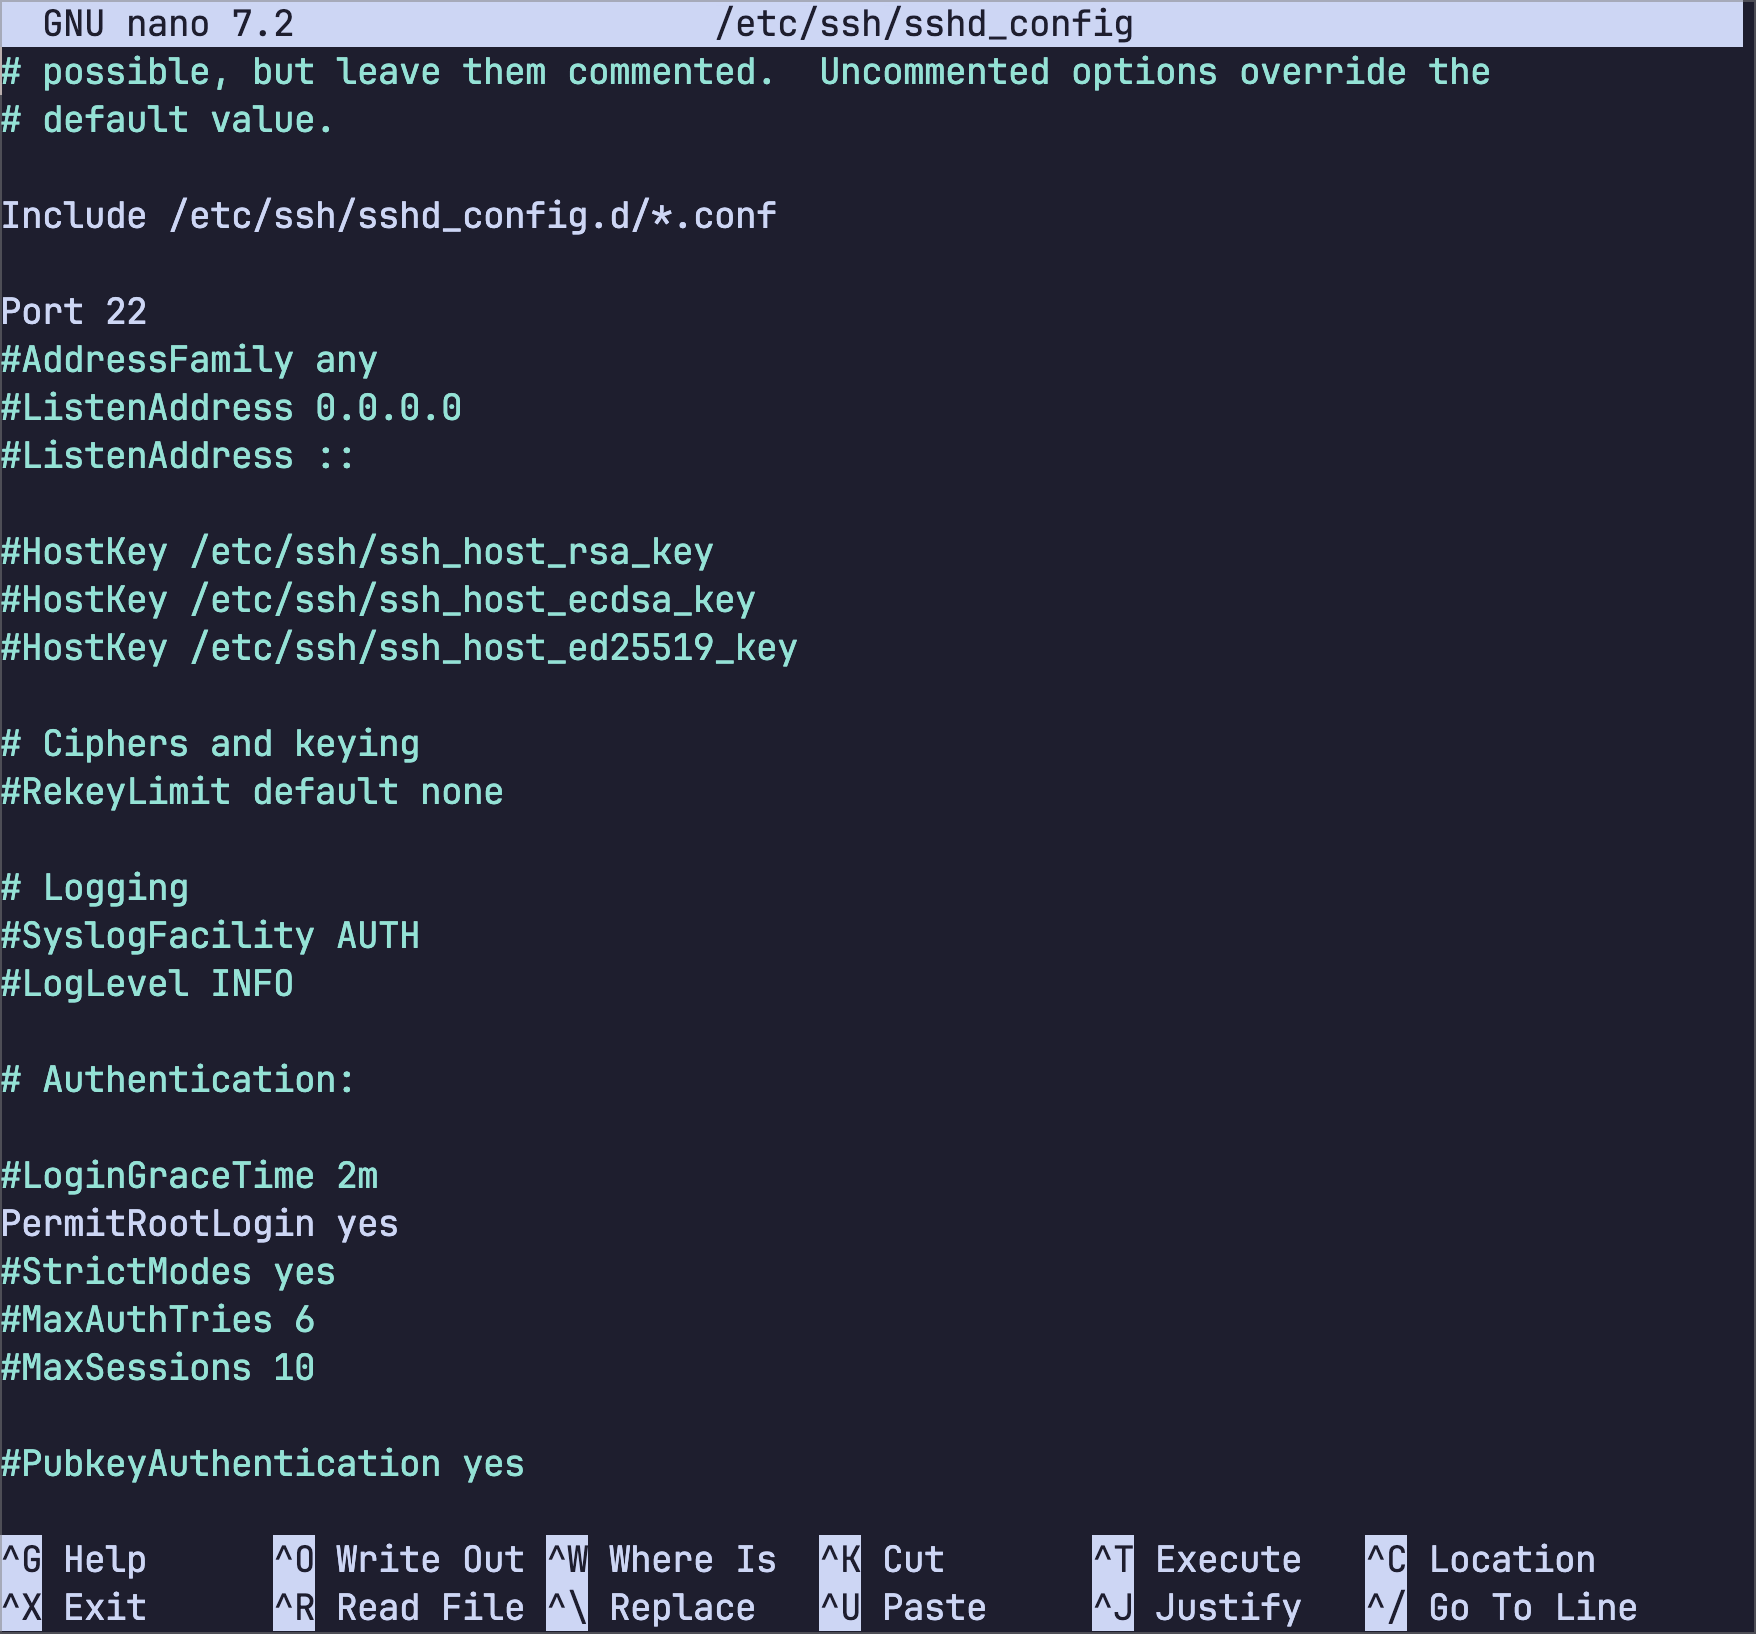 GNU nano 7.2 /etc/ssh/sshd_config
# possible, but leave them commented.  Uncommented options override the
# default value.
Include /etc/ssh/sshd_config.d/*.conf
Port 22
#AddressFamily any
#ListenAddress 0.0.0.0
#ListenAddress ::
#HostKey /etc/ssh/ssh_host_rsa_key
#HostKey /etc/ssh/ssh_host_ecdsa_key
#HostKey /etc/ssh/ssh_host_ed25519_key
# Ciphers and keying
#RekeyLimit default none
# Logging
#SyslogFacility AUTH
#LogLevel INFO
# Authentication:
#LoginGraceTime 2m
PermitRootLogin yes
#StrictModes yes
#MaxAuthTries 6
#MaxSessions 10
#PubkeyAuthentication yes
^G Help ^O Write Out ^W Where Is ^K Cut ^T Execute ^C Location
^X Exit ^R Read File ^\ Replace ^U Paste ^J Justify ^/ Go To Line